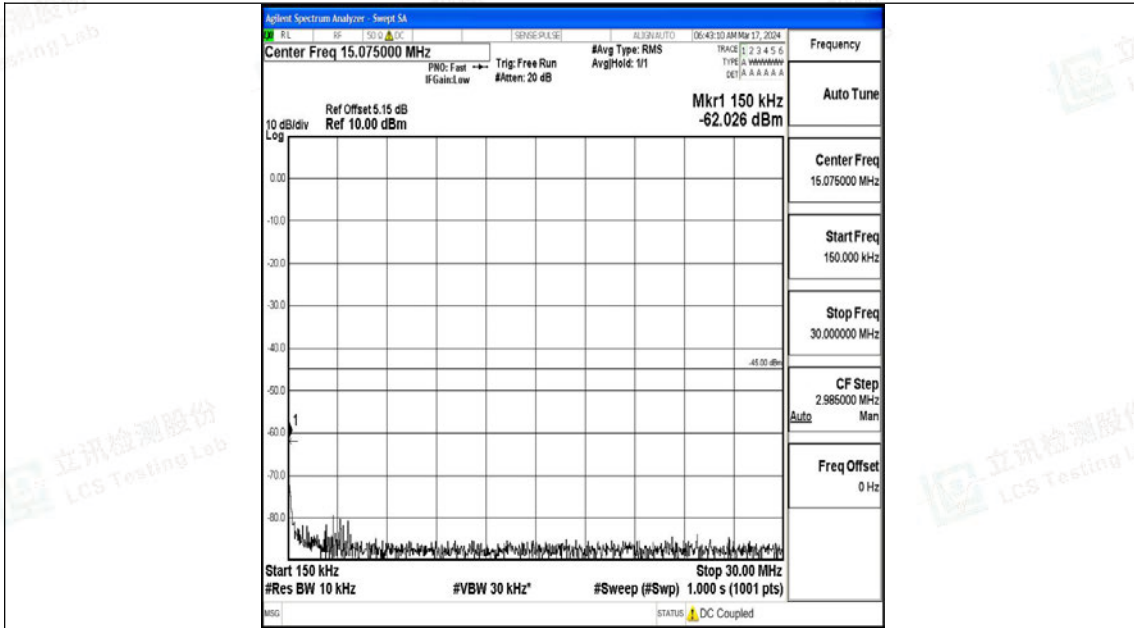 Agilent Spectrum Analyzer - Swept SA
RL RF 50 Ω DC SENSE:PULSE ALIGNAUTO 06:43:10 AM Mar 17, 2024
Center Freq 15.075000 MHz
PNO: Fast
IFGain:Low
Trig: Free Run
#Atten: 20 dB
#Avg Type: RMS
Avg|Hold: 1/1
TRACE 1 2 3 4 5 6
TYPE A WWWWW
DET A A A A A A
Mkr1 150 kHz
-62.026 dBm
Ref Offset 5.15 dB
10 dB/div Ref 10.00 dBm
Log
0.00
-10.0
-20.0
-30.0
-40.0
-45.00 dBm
-50.0
1
-60.0
-70.0
-80.0
Start 150 kHz Stop 30.00 MHz
#Res BW 10 kHz #VBW 30 kHz* #Sweep (#Swp) 1.000 s (1001 pts)
MSG STATUS DC Coupled
Frequency
Auto Tune
Center Freq
15.075000 MHz
Start Freq
150.000 kHz
Stop Freq
30.000000 MHz
CF Step
2.985000 MHz
Auto Man
Freq Offset
0 Hz
立讯检测股份
LCS Testing Lab
立讯检测股份
LCS Testing L